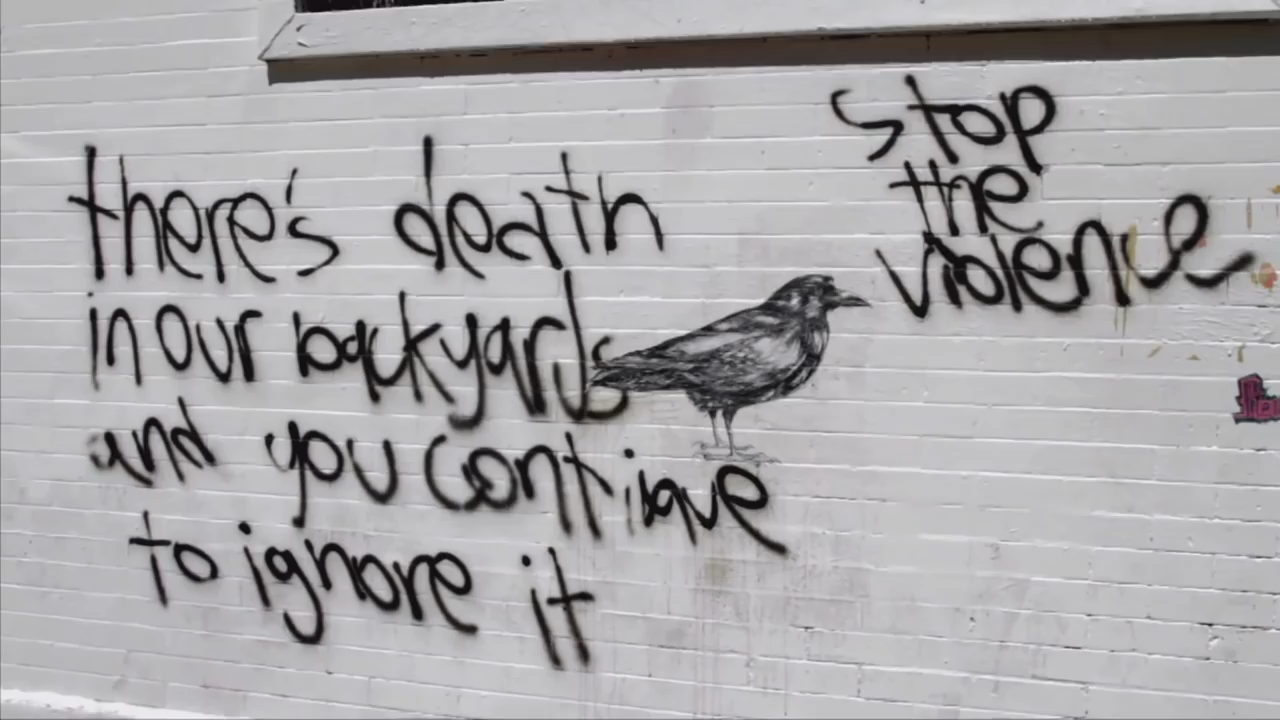 there's death
in our backyards
and you continue
to ignore it
stop
the
violence